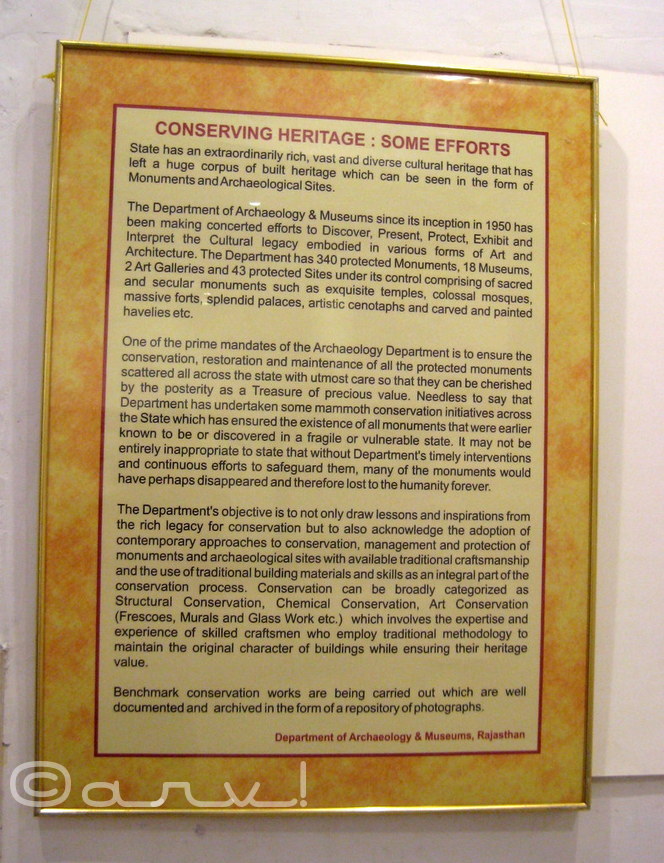 CONSERVING HERITAGE : SOME EFFORTS
State has an extraordinarily rich, vast and diverse cultural heritage that has
left a huge corpus of built heritage which can be seen in the form of
Monuments and Archaeological Sites.
The Department of Archaeology & Museums since its inception in 1950 has
been making concerted efforts to Discover, Present, Protect, Exhibit and
Interpret the Cultural legacy embodied in various forms of Art and
Architecture. The Department has 340 protected Monuments, 18 Museums,
2 Art Galleries and 43 protected Sites under its control comprising of sacred
and secular monuments such as exquisite temples, colossal mosques,
massive forts, splendid palaces, artistic cenotaphs and carved and painted
havelies etc.
One of the prime mandates of the Archaeology Department is to ensure the
conservation, restoration and maintenance of all the protected monuments
scattered all across the state with utmost care so that they can be cherished
by the posterity as a Treasure of precious value. Needless to say that
Department has undertaken some mammoth conservation initiatives across
the State which has ensured the existence of all monuments that were earlier
known to be or discovered in a fragile or vulnerable state. It may not be
entirely inappropriate to state that without Department's timely interventions
and continuous efforts to safeguard them, many of the monuments would
have perhaps disappeared and therefore lost to the humanity forever.
The Department's objective is to not only draw lessons and inspirations from
the rich legacy for conservation but to also acknowledge the adoption of
contemporary approaches to conservation, management and protection of
monuments and archaeological sites with available traditional craftsmanship
and the use of traditional building materials and skills as an integral part of the
conservation process. Conservation can be broadly categorized as
Structural Conservation, Chemical Conservation, Art Conservation
(Frescoes, Murals and Glass Work etc.) which involves the expertise and
experience of skilled craftsmen who employ traditional methodology to
maintain the original character of buildings while ensuring their heritage
value.
Benchmark conservation works are being carried out which are well
documented and archived in the form of a repository of photographs.
Department of Archaeology & Museums, Rajasthan
©arv!